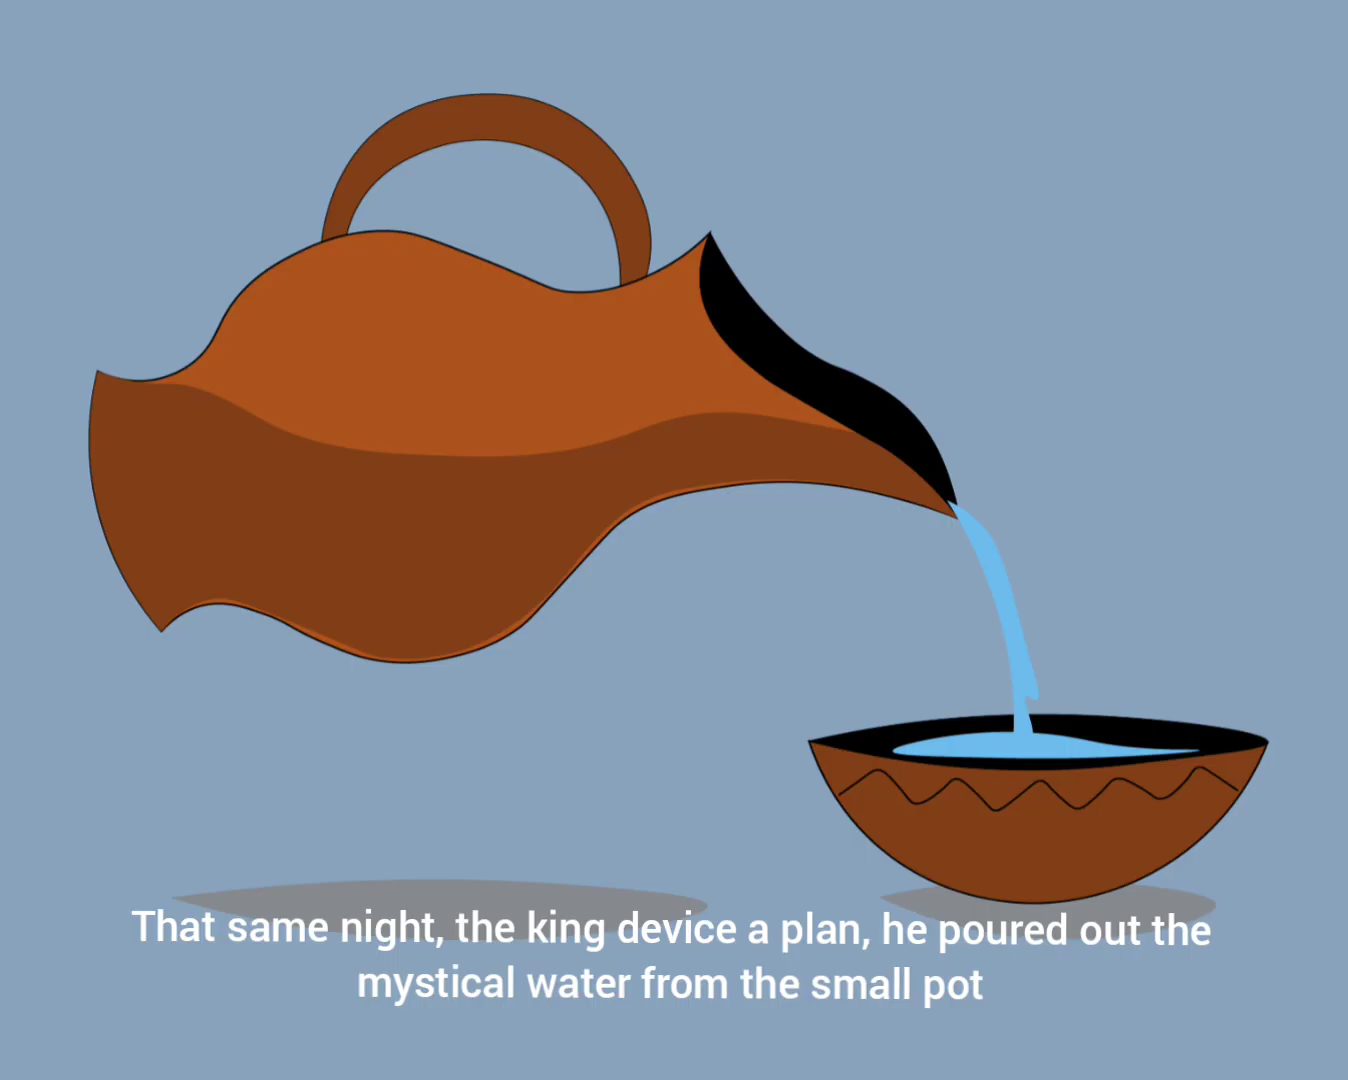 That same night, the king device a plan, he poured out the
mystical water from the small pot